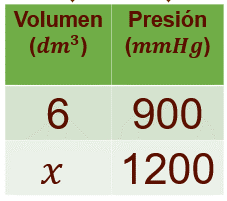 Volumen Presión
(dm³) (mmHg)
6 900
x 1200